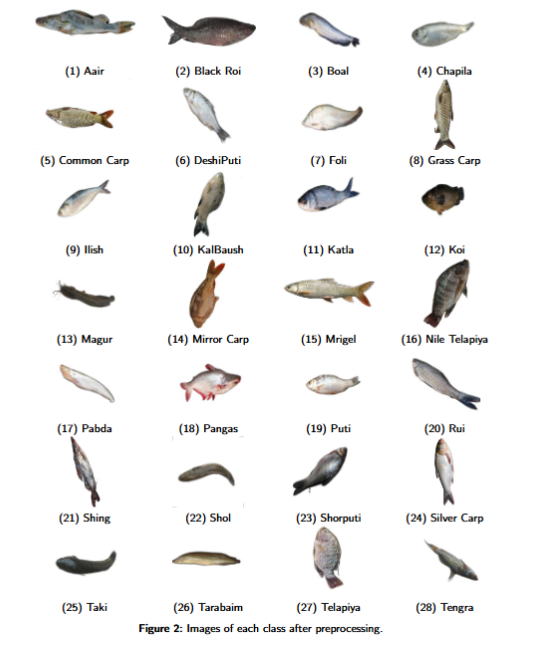 (1) Aair (2) Black Roi (3) Boal (4) Chapila
(5) Common Carp (6) DeshiPuti (7) Foli (8) Grass Carp
(9) Ilish (10) KalBaush (11) Katla (12) Koi
(13) Magur (14) Mirror Carp (15) Mrigel (16) Nile Telapiya
(17) Pabda (18) Pangas (19) Puti (20) Rui
(21) Shing (22) Shol (23) Shorputi (24) Silver Carp
(25) Taki (26) Tarabaim (27) Telapiya (28) Tengra
Figure 2: Images of each class after preprocessing.